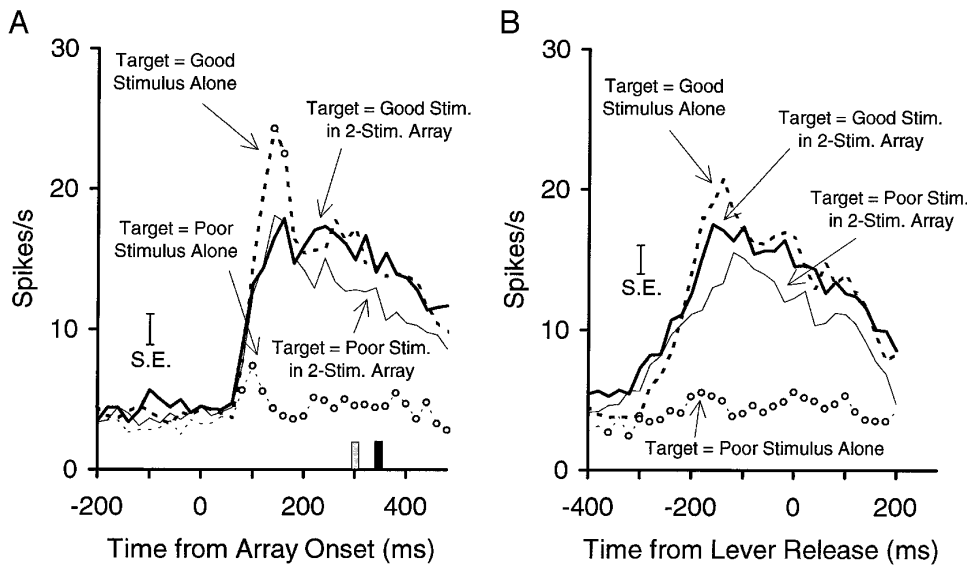 A
30
20
10
0
Spikes/s
Target = Good
Stimulus Alone
Target = Good Stim.
in 2-Stim. Array
Target = Poor
Stimulus Alone
S.E.
Target = Poor Stim.
in 2-Stim. Array
-200
0
200
400
Time from Array Onset (ms)
B
30
20
10
0
Spikes/s
Target = Good
Stimulus Alone
Target = Good Stim.
in 2-Stim. Array
Target = Poor Stim.
in 2-Stim. Array
S.E.
Target = Poor Stimulus Alone
-400
-200
0
200
Time from Lever Release (ms)